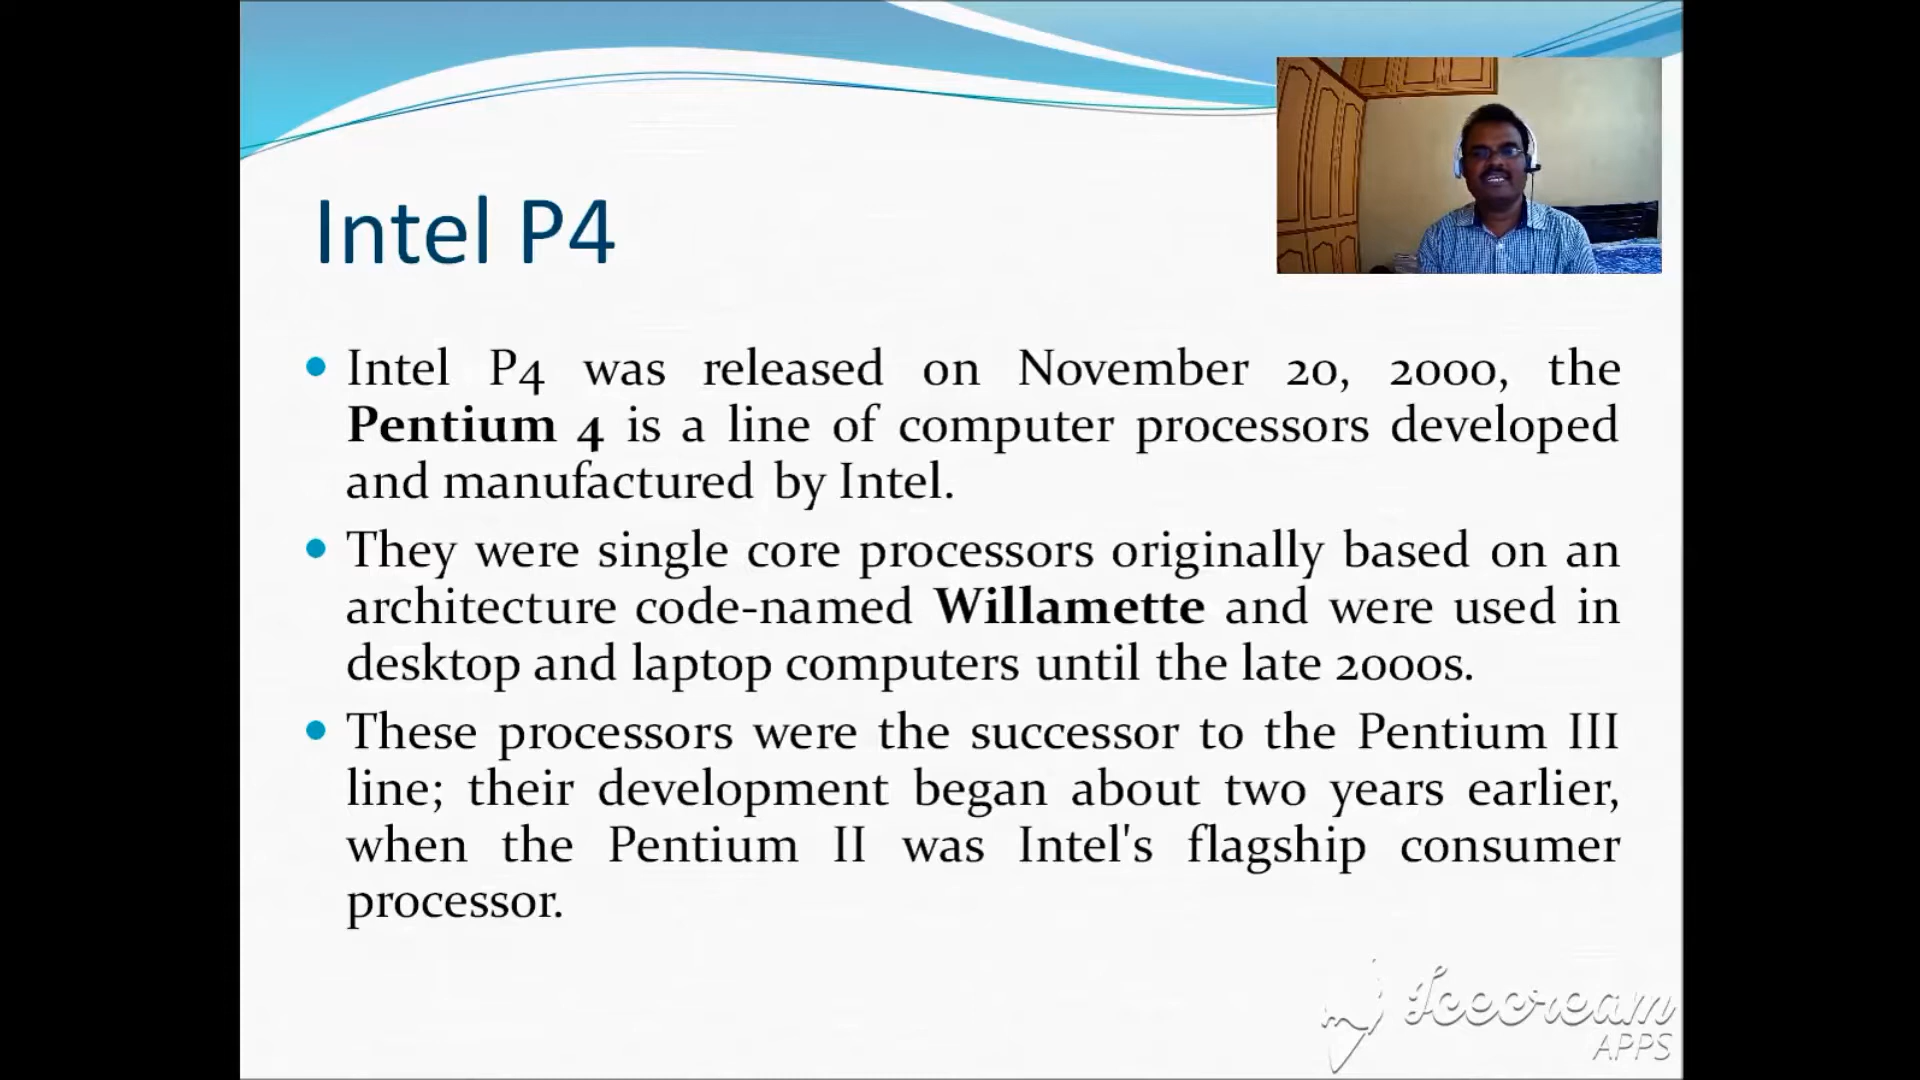 Intel P4
Intel P4 was released on November 20, 2000, the
Pentium 4 is a line of computer processors developed
and manufactured by Intel.
They were single core processors originally based on an
architecture code-named Willamette and were used in
desktop and laptop computers until the late 2000s.
These processors were the successor to the Pentium III
line; their development began about two years earlier,
when the Pentium II was Intel's flagship consumer
processor.
Icecream
APPS